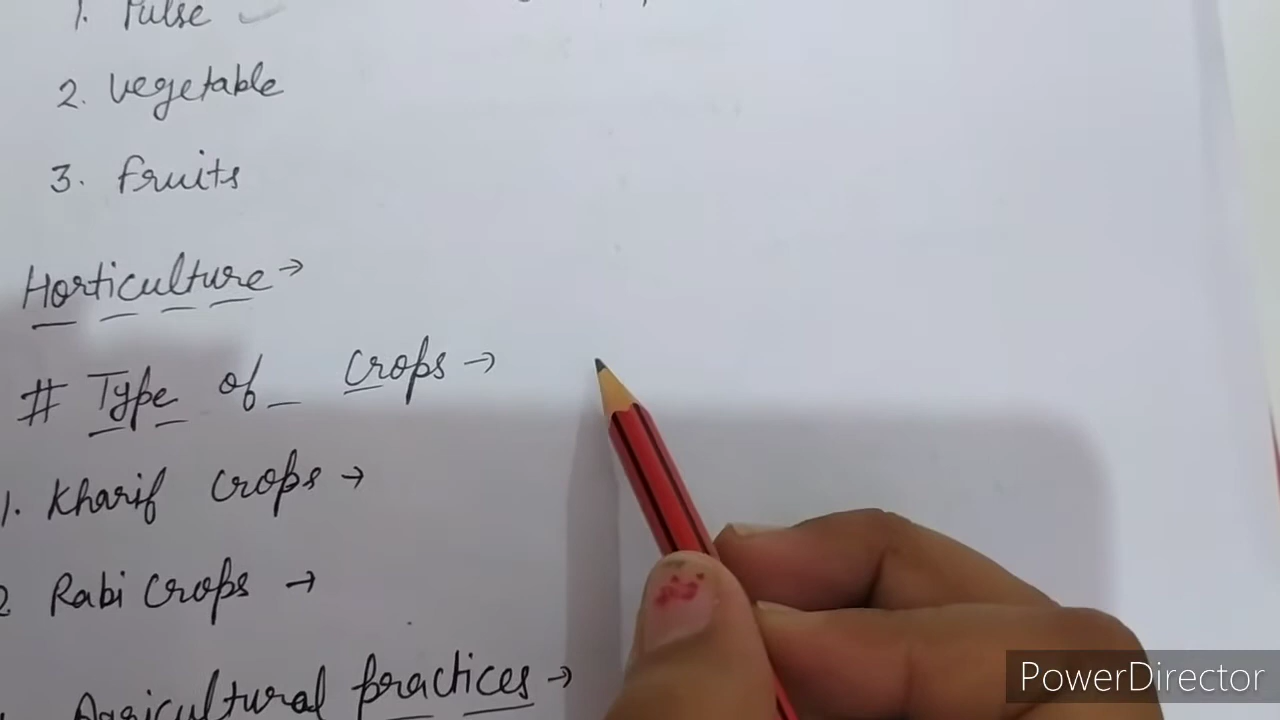 1. Pulse
2. Vegetable
3. Fruits
Horticulture →
# Type of Crops →
1. Kharif Crops →
2 Rabi Crops →
Agricultural practices →
PowerDirector